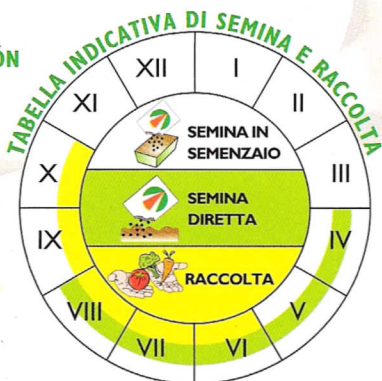 TABELLA INDICATIVA DI SEMINA E RACCOLTA
ÓN
XII
I
XI
II
X
III
IX
IV
VIII
V
VII
VI
SEMINA IN
SEMENZAIO
SEMINA
DIRETTA
RACCOLTA